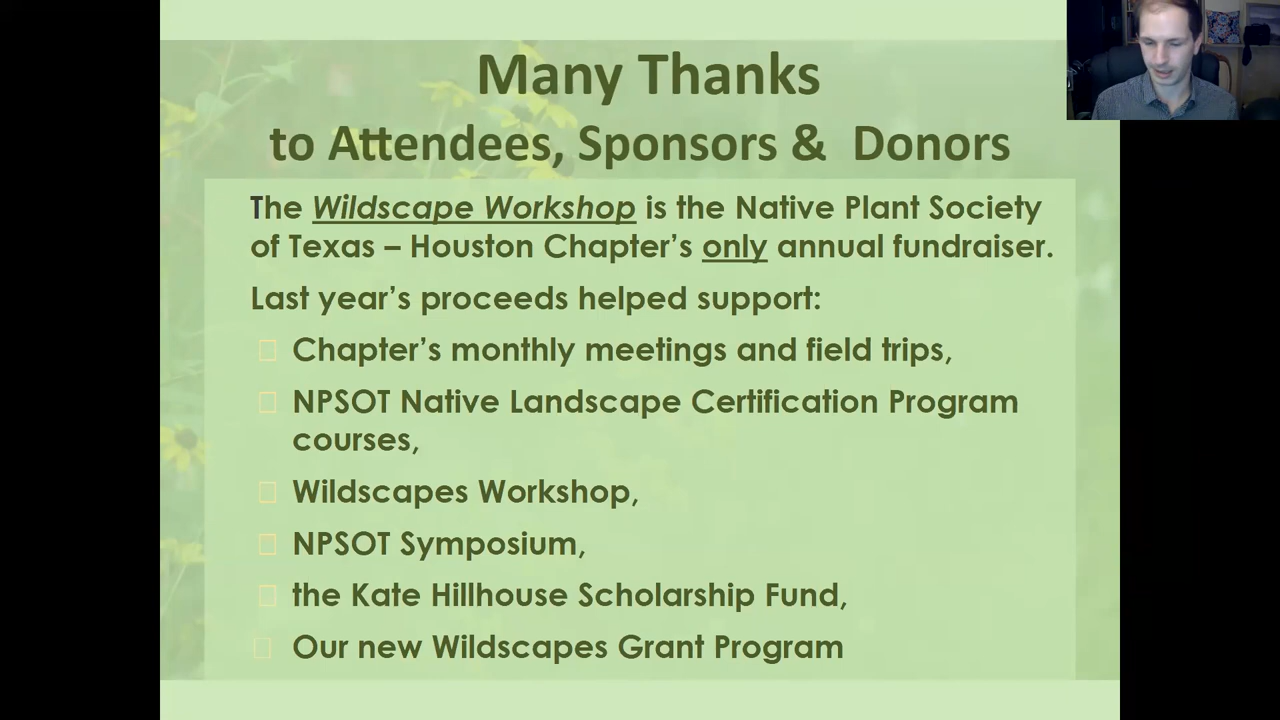 Many Thanks
to Attendees, Sponsors & Donors
The Wildscape Workshop is the Native Plant Society
of Texas – Houston Chapter’s only annual fundraiser.
Last year’s proceeds helped support:
Chapter’s monthly meetings and field trips,
NPSOT Native Landscape Certification Program
courses,
Wildscapes Workshop,
NPSOT Symposium,
the Kate Hillhouse Scholarship Fund,
Our new Wildscapes Grant Program